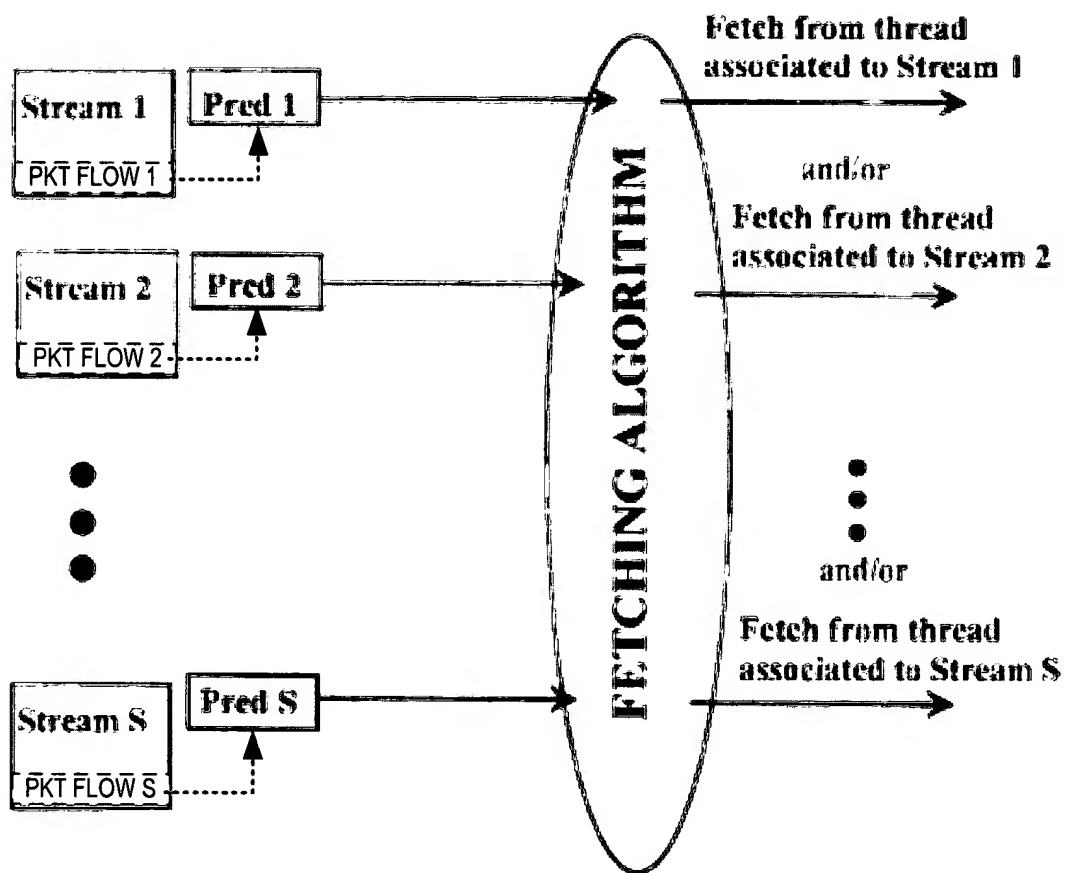 Fetch from thread
associated to Stream 1
Stream 1
Pred 1
PKT FLOW 1
and/or
Fetch from thread
associated to Stream 2
Stream 2
Pred 2
PKT FLOW 2
FETCHING ALGORITHM
and/or
Fetch from thread
associated to Stream S
Stream S
Pred S
PKT FLOW S